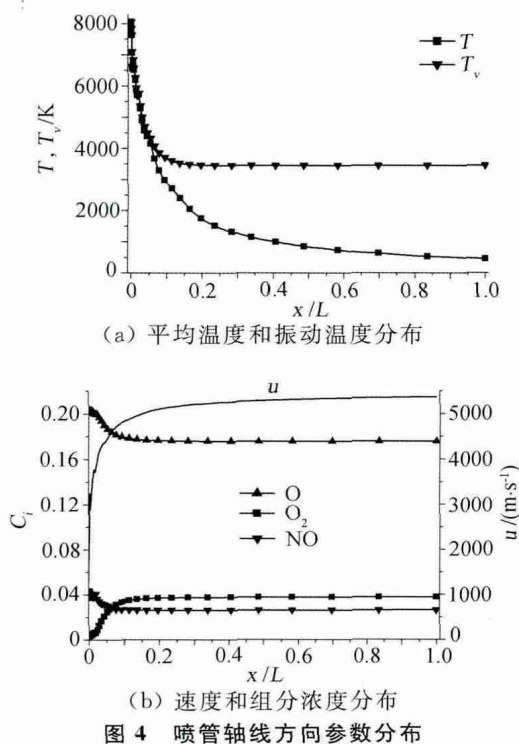 8000
6000
4000
2000
0
T, Tv/K
T
Tv
0 0.2 0.4 0.6 0.8 1.0
x/L
(a) 平均温度和振动温度分布
u
0.20
0.16
0.12
0.08
0.04
0
Ci
O
O2
NO
5000
4000
3000
2000
1000
0
u/(m·s⁻¹)
0 0.2 0.4 0.6 0.8 1.0
x/L
(b) 速度和组分浓度分布
图 4 喷管轴线方向参数分布